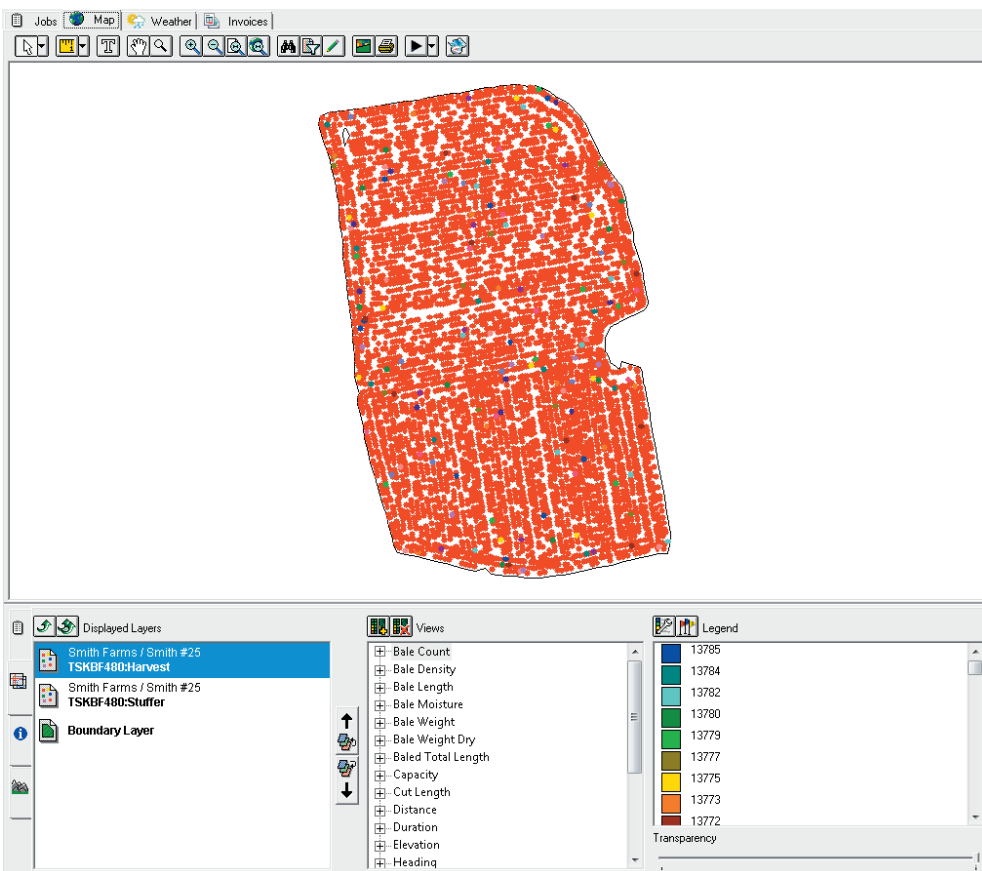 Jobs Map Weather Invoices
T
Displayed Layers
Smith Farms / Smith #25
TSKBF480:Harvest
Smith Farms / Smith #25
TSKBF480:Stuffer
Boundary Layer
Views
Bale Count
Bale Density
Bale Length
Bale Moisture
Bale Weight
Bale Weight Dry
Baled Total Length
Capacity
Cut Length
Distance
Duration
Elevation
Heading
Legend
13785
13784
13782
13780
13779
13777
13775
13773
13772
Transparency